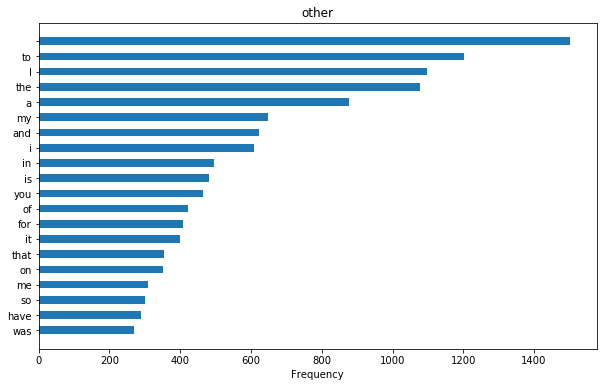 other
to
I
the
a
my
and
i
in
is
you
of
for
it
that
on
me
so
have
was
0 200 400 600 800 1000 1200 1400
Frequency